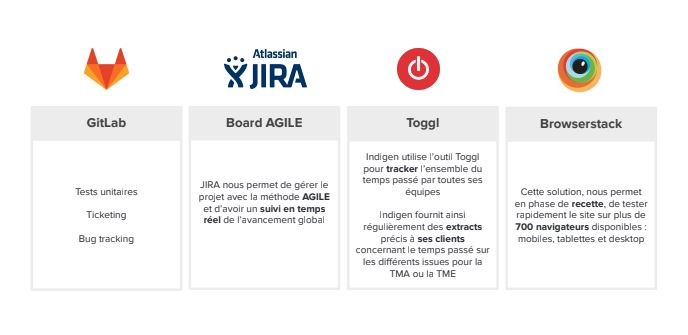 Atlassian
JIRA
GitLab
Tests unitaires
Ticketing
Bug tracking
Board AGILE
JIRA nous permet de gérer le
projet avec la méthode AGILE
et d'avoir un suivi en temps
réel de l'avancement global
Toggl
Indigen utilise l'outil Toggl
pour tracker l'ensemble du
temps passé par toutes ses
équipes
Indigen fournit ainsi
régulièrement des extracts
précis à ses clients
concernant le temps passé sur
les différents issues pour la
TMA ou la TME
Browserstack
Cette solution, nous permet
en phase de recette, de tester
rapidement le site sur plus de
700 navigateurs disponibles :
mobiles, tablettes et desktop